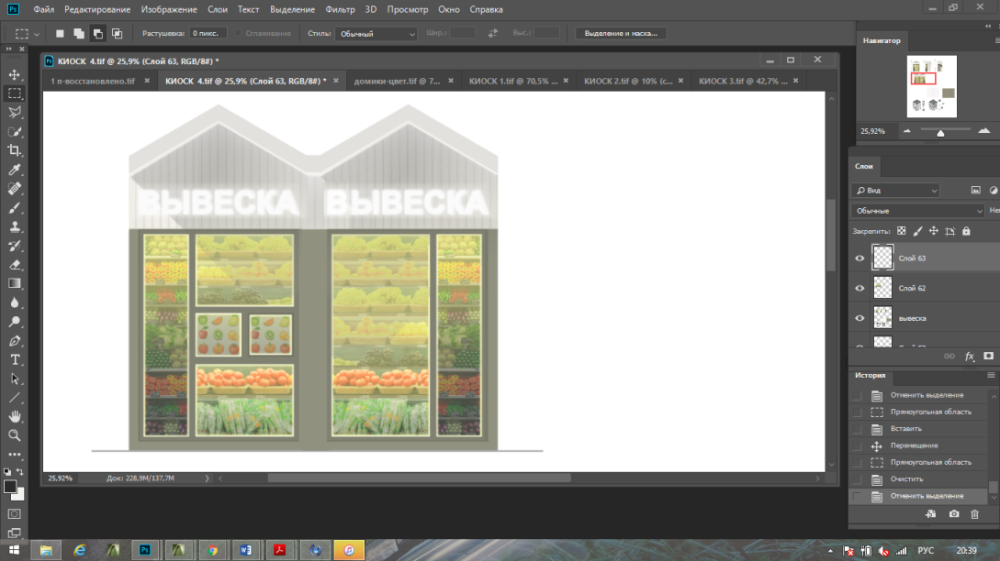 Файл Редактирование Изображение Слои Текст Выделение Фильтр 3D Просмотр Окно Справка
Растушевка: 0 пикс. Сглаживание Стиль: Обычный Шир.: Выс.: Выделение и маска...
КИОСК 4.tif @ 25,9% (Слой 63, RGB/8#) *
1 п-восстановлено.tif
КИОСК 4.tif @ 25,9% (Слой 63, RGB/8#) *
домики-цвет.tif @ 7...
КИОСК 1.tif @ 70,5% ...
КИОСК 2.tif @ 10% (с...
КИОСК 3.tif @ 42,7% ...
ВЫВЕСКА ВЫВЕСКА
25,92% Док: 228,9M/137,7M
Навигатор
25,92%
Слои
Вид
Обычные
Закрепить:
Слой 63
Слой 62
вывеска
История
Отменить выделение
Прямоугольная область
Вставить
Перемещение
Прямоугольная область
Очистить
Отменить выделение
РУС 20:39